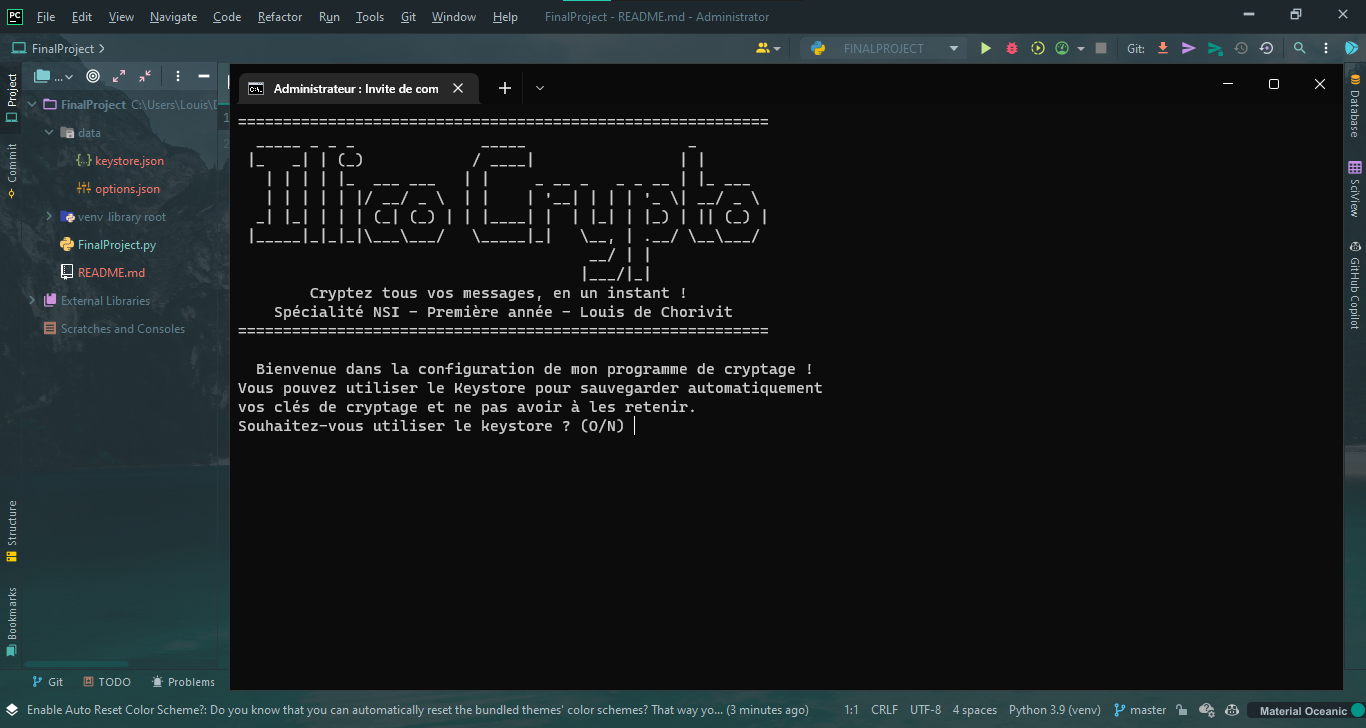 PC File Edit View Navigate Code Refactor Run Tools Git Window Help FinalProject - README.md - Administrator
FinalProject FINALPROJECT Git:
Project
...
FinalProject C:\Users\Louis\
data
keystore.json
options.json
venv library root
FinalProject.py
README.md
External Libraries
Scratches and Consoles
Commit
Structure
Bookmarks
1
2
Administrateur : Invite de com
IllioCrypto
Cryptez tous vos messages, en un instant !
Spécialité NSI - Première année - Louis de Chorivit
Bienvenue dans la configuration de mon programme de cryptage !
Vous pouvez utiliser le Keystore pour sauvegarder automatiquement
vos clés de cryptage et ne pas avoir à les retenir.
Souhaitez-vous utiliser le keystore ? (O/N)
Database
SciView
GitHub Copilot
Git TODO Problems
Enable Auto Reset Color Scheme?: Do you know that you can automatically reset the bundled themes' color schemes? That way yo... (3 minutes ago) 1:1 CRLF UTF-8 4 spaces Python 3.9 (venv) master Material Oceanic